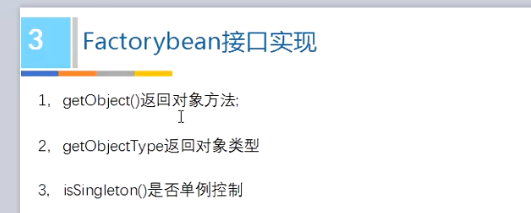 3 Factorybean接口实现
1，getObject()返回对象方法;
2，getObjectType返回对象类型
3，isSingleton()是否单例控制